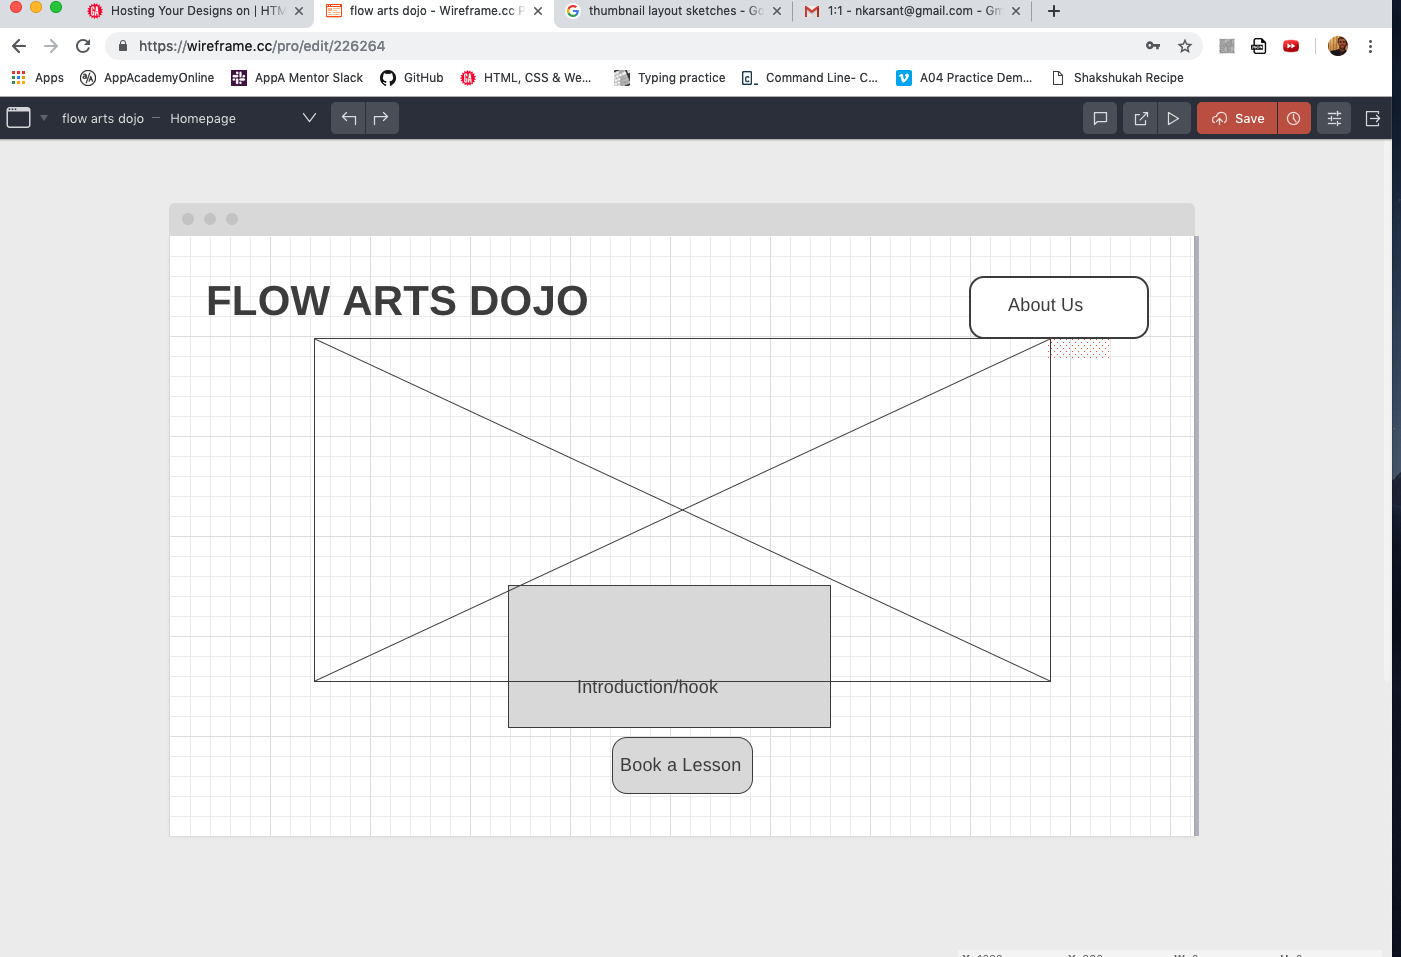 Hosting Your Designs on | HTM
flow arts dojo - Wireframe.cc P
thumbnail layout sketches - Go
1:1 - nkarsant@gmail.com - Gm
https://wireframe.cc/pro/edit/226264
Apps
AppAcademyOnline
AppA Mentor Slack
GitHub
HTML, CSS & We...
Typing practice
Command Line- C...
A04 Practice Dem...
Shakshukah Recipe
flow arts dojo – Homepage
Save
FLOW ARTS DOJO
About Us
Introduction/hook
Book a Lesson